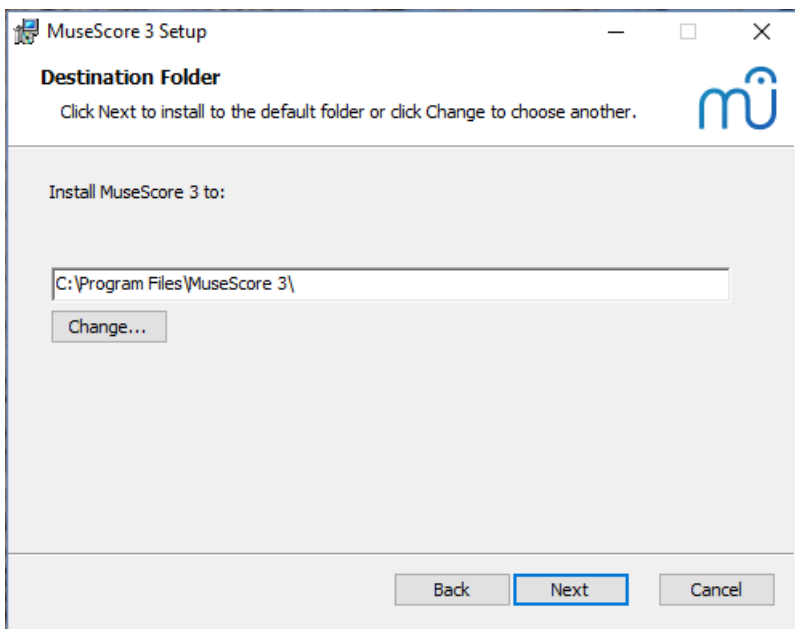 MuseScore 3 Setup
Destination Folder
Click Next to install to the default folder or click Change to choose another.
Install MuseScore 3 to:
C:\Program Files\MuseScore 3\
Change...
Back Next Cancel